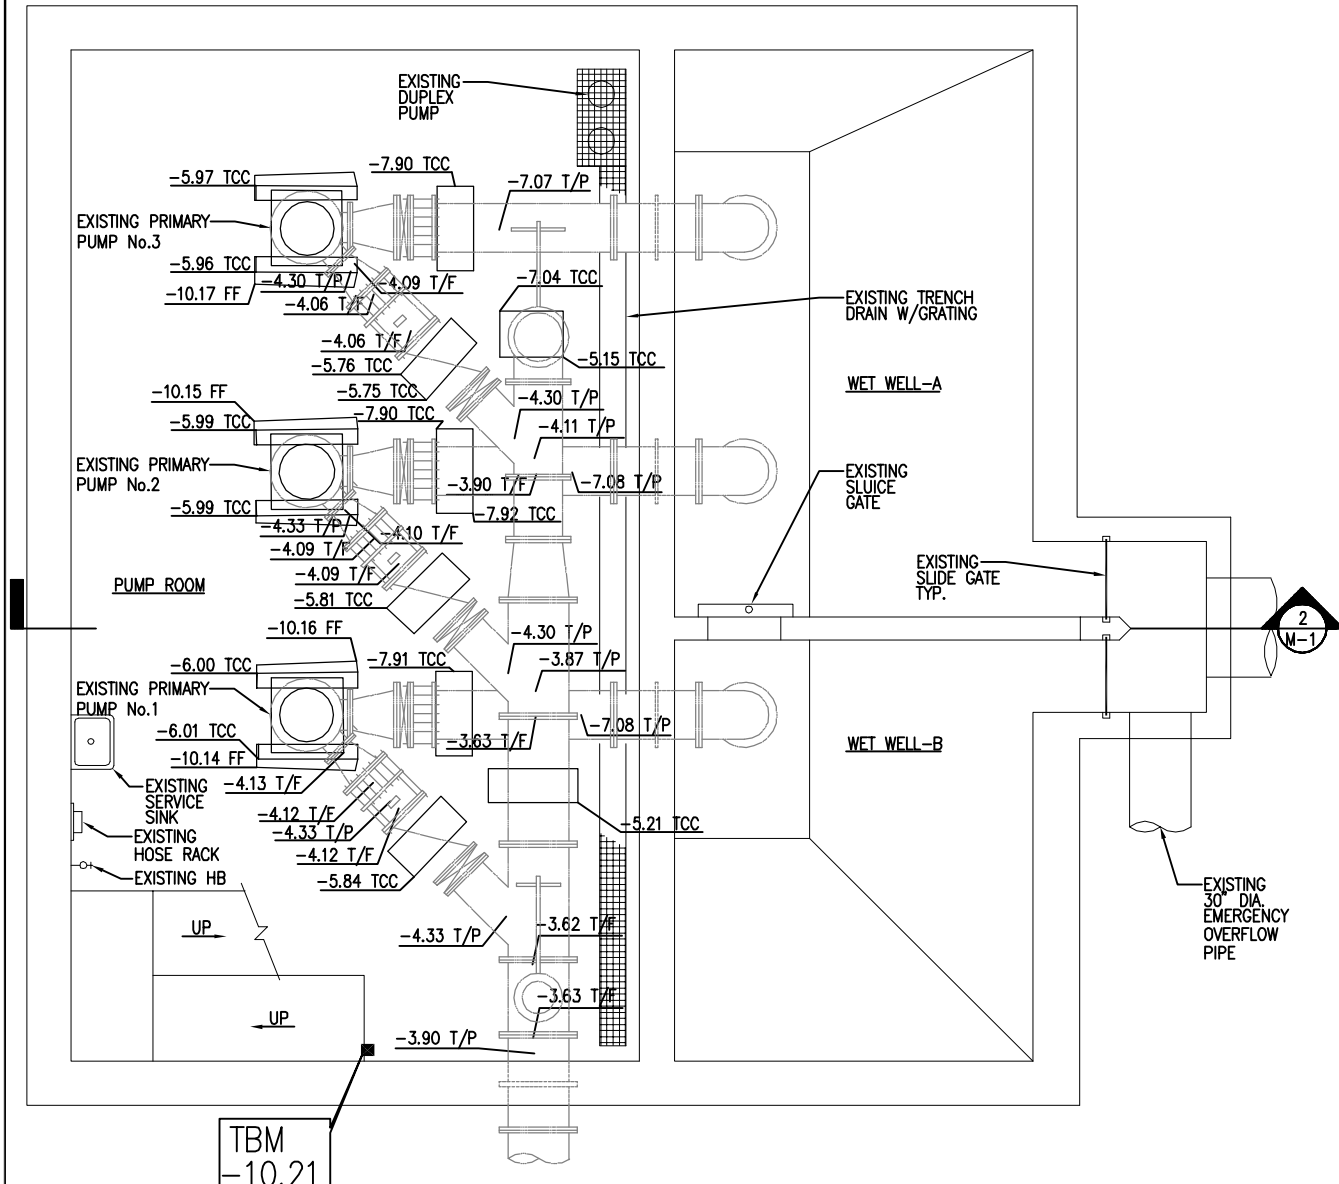 EXISTING
DUPLEX
PUMP
-7.90 TCC
-5.97 TCC
-7.07 T/P
EXISTING PRIMARY
PUMP No.3
-5.96 TCC
-4.30 T/P
-4.09 T/F
-7.04 TCC
-10.17 FF
-4.06 T/F
EXISTING TRENCH
DRAIN W/GRATING
-4.06 T/F
-5.76 TCC
-5.15 TCC
-5.75 TCC
WET WELL-A
-10.15 FF
-4.30 T/P
-5.99 TCC
-7.90 TCC
-4.11 T/P
EXISTING PRIMARY
PUMP No.2
-3.90 T/F
-7.08 T/P
EXISTING
SLUICE
GATE
-5.99 TCC
-7.92 TCC
-4.33 T/P
-4.10 T/F
-4.09 T/F
-4.09 T/F
EXISTING
SLIDE GATE
TYP.
PUMP ROOM
-5.81 TCC
-10.16 FF
-4.30 T/P
2
M-1
-6.00 TCC
-7.91 TCC
-3.87 T/P
EXISTING PRIMARY
PUMP No.1
-6.01 TCC
-7.08 T/P
-3.63 T/F
WET WELL-B
-10.14 FF
-4.13 T/F
EXISTING
SERVICE
SINK
-4.12 T/F
-4.33 T/P
-5.21 TCC
EXISTING
HOSE RACK
-4.12 T/F
EXISTING HB
-5.84 TCC
EXISTING
30" DIA.
EMERGENCY
OVERFLOW
PIPE
UP
-4.33 T/P
-3.62 T/F
-3.63 T/F
UP
-3.90 T/P
TBM
-10.21